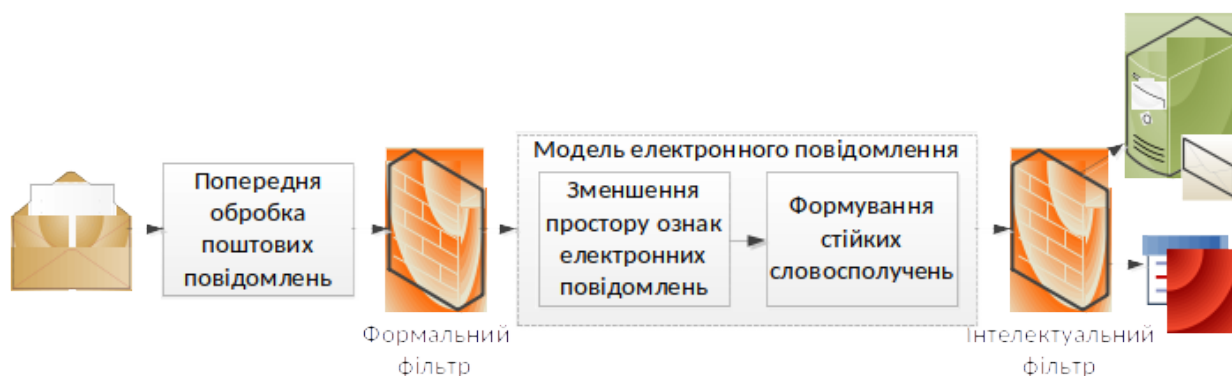 Попередня
обробка
поштових
повідомлень
Формальний
фільтр
Модель електронного повідомлення
Зменшення
простору ознак
електронних
повідомлень
Формування
стійких
словосполучень
Інтелектуальний
фільтр